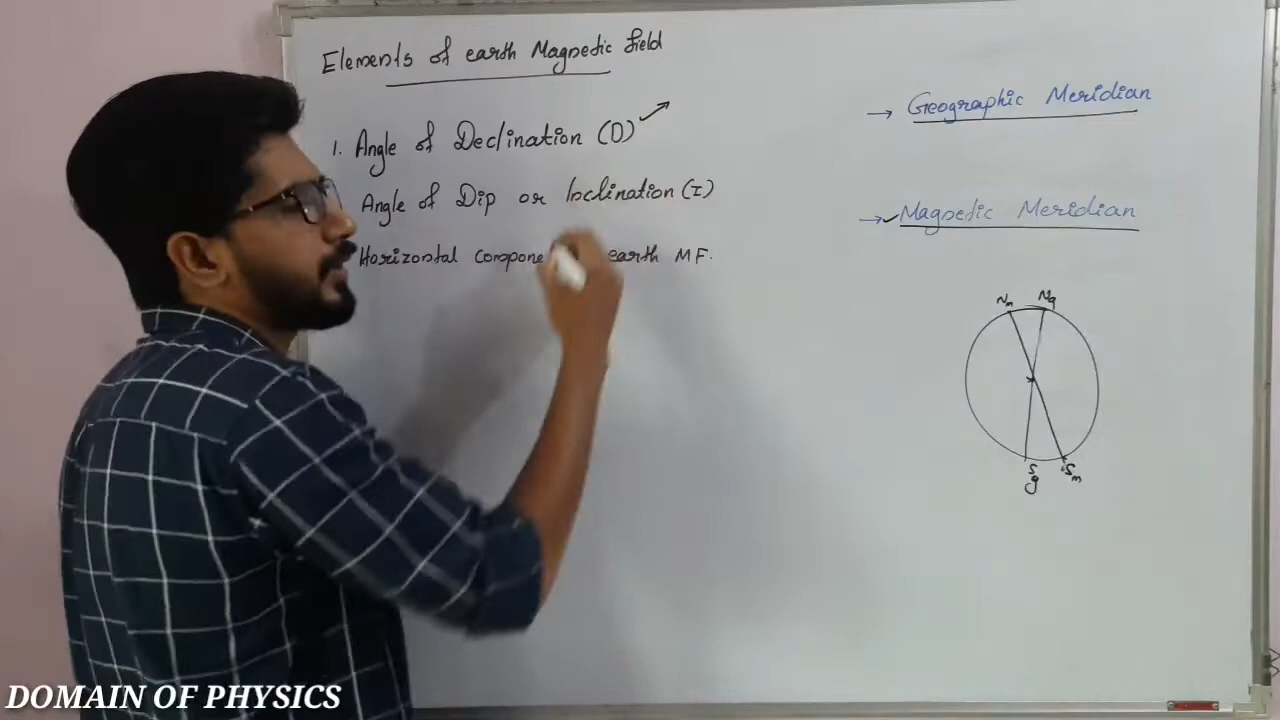 Elements of earth Magnetic field
1. Angle of Declination (D)
Angle of Dip or Inclination (I)
Horizontal Compone earth MF.
→ Geographic Meridian
→ Magnetic Meridian
Nm Ng
Sg Sm
DOMAIN OF PHYSICS